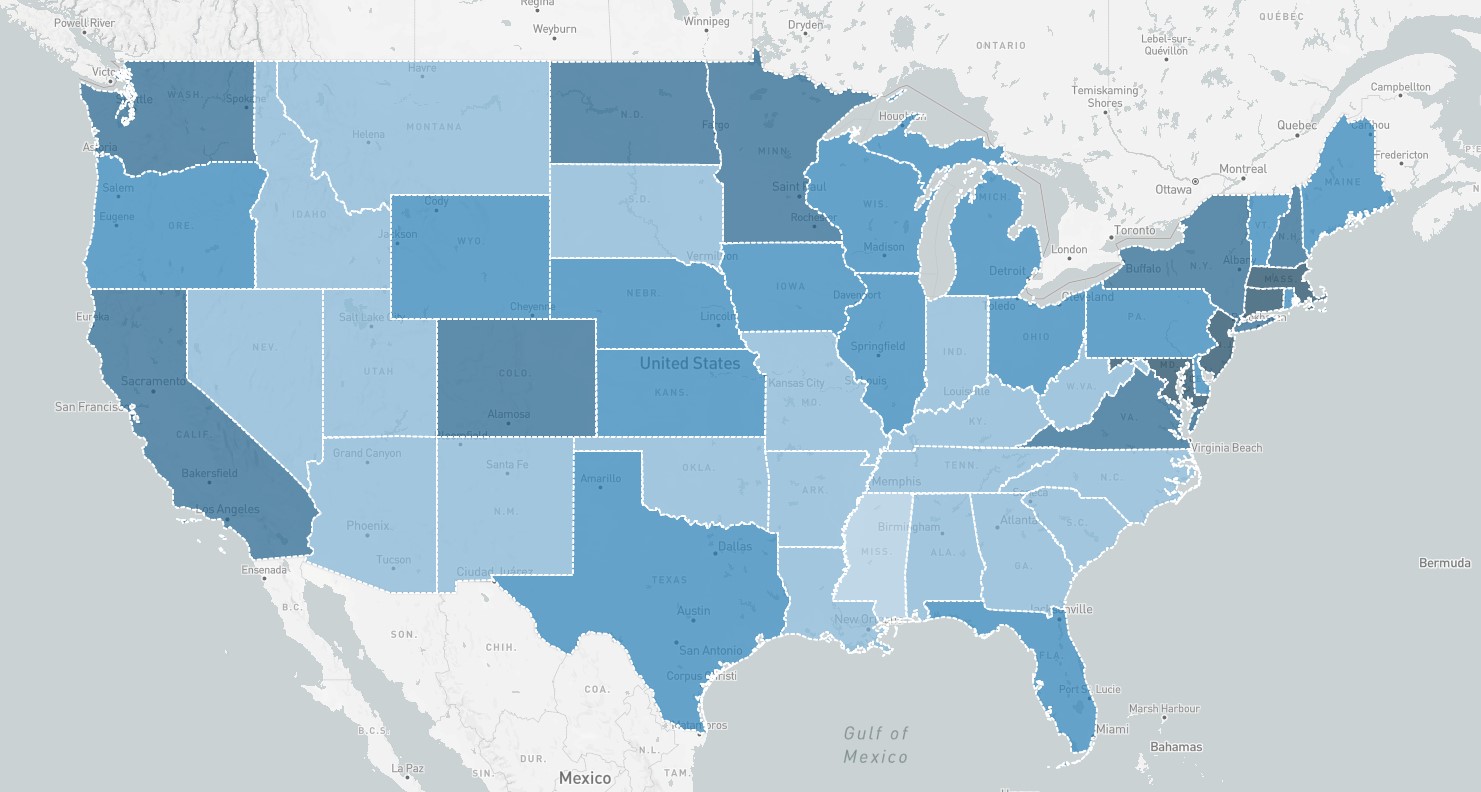 Regina
QUÉBEC
Powell River
Winnipeg
Dryden
Weyburn
Lebel-sur-
Quévillon
ONTARIO
Havre
Campbellton
WASH.
Spokane
Temiskaming
Shores
N.D.
Fargo
MONTANA
Helena
Quebec
Caribou
MINN.
Fredericton
Montreal
Salem
Saint Paul
Ottawa
MAINE
S.D.
MICH.
Cody
WIS.
Eugene
IDAHO
Rochester
ORE.
VT.
Toronto
N.H.
Jackson
WYO.
Madison
London
Vermillion
Albany
N.Y.
Buffalo
Detroit
MASS.
IOWA
NEBR.
Davenport
Cleveland
Cheyenne
Toledo
Eureka
Salt Lake City
Lincoln
PA.
OHIO
NEV.
Springfield
IND.
United States
UTAH
COLO.
MD.
Sacramento
Kansas City
St. Louis
W.VA.
KANS.
Louisville
MO.
San Francisco
Alamosa
VA.
KY.
CALIF.
Bloomfield
Virginia Beach
Grand Canyon
Santa Fe
OKLA.
TENN.
Bakersfield
Amarillo
Memphis
N.C.
ARK.
Seneca
Los Angeles
N.M.
Phoenix
Birmingham
Atlanta
S.C.
Dallas
MISS.
ALA.
Tucson
GA.
Bermuda
Ensenada
Ciudad Juárez
TEXAS
B.C.
Austin
Jacksonville
New Orleans
SON.
CHIH.
San Antonio
FLA.
Corpus Christi
COA.
Port St. Lucie
Marsh Harbour
Matamoros
B.C.S.
Miami
Gulf of
Mexico
N.L.
Bahamas
DUR.
La Paz
SIN.
TAM.
Mexico